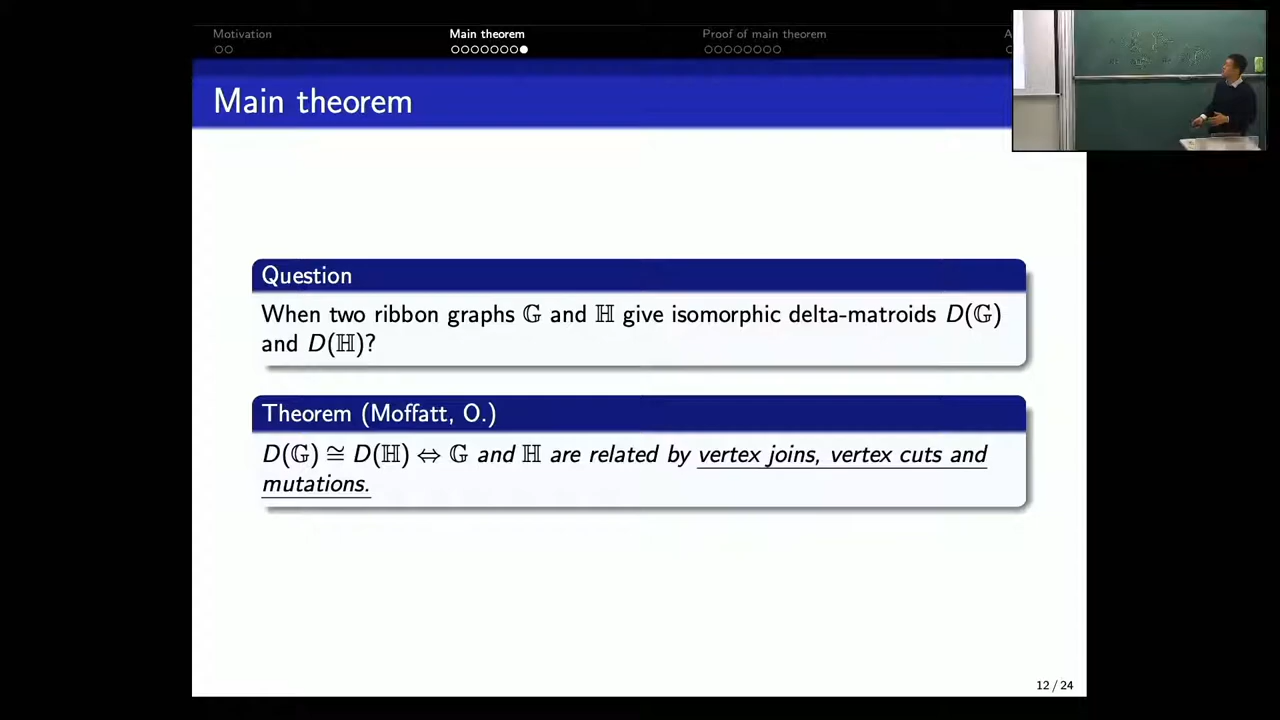 Motivation Main theorem Proof of main theorem A
Main theorem
Question
When two ribbon graphs 𝔾 and ℍ give isomorphic delta-matroids D(𝔾)
and D(ℍ)?
Theorem (Moffatt, O.)
D(𝔾) ≅ D(ℍ) ⇔ 𝔾 and ℍ are related by vertex joins, vertex cuts and
mutations.
12 / 24